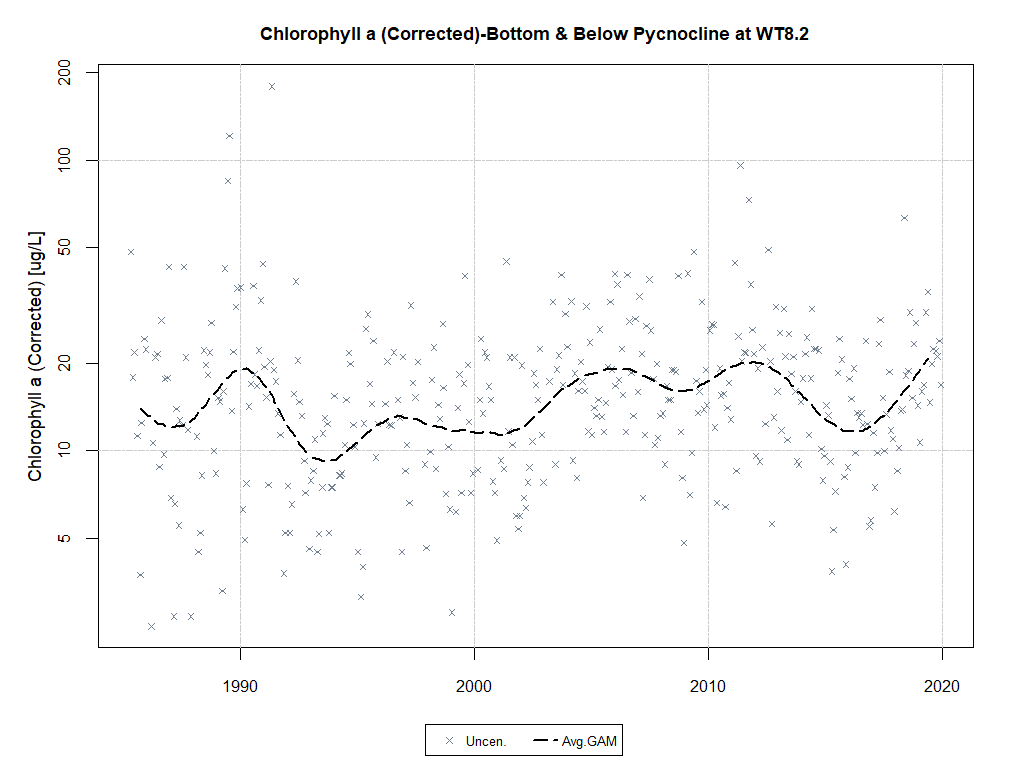 Chlorophyll a (Corrected)-Bottom & Below Pycnocline at WT8.2
Chlorophyll a (Corrected) [ug/L]
200
100
50
20
10
5
1990 2000 2010 2020
Uncen. Avg.GAM